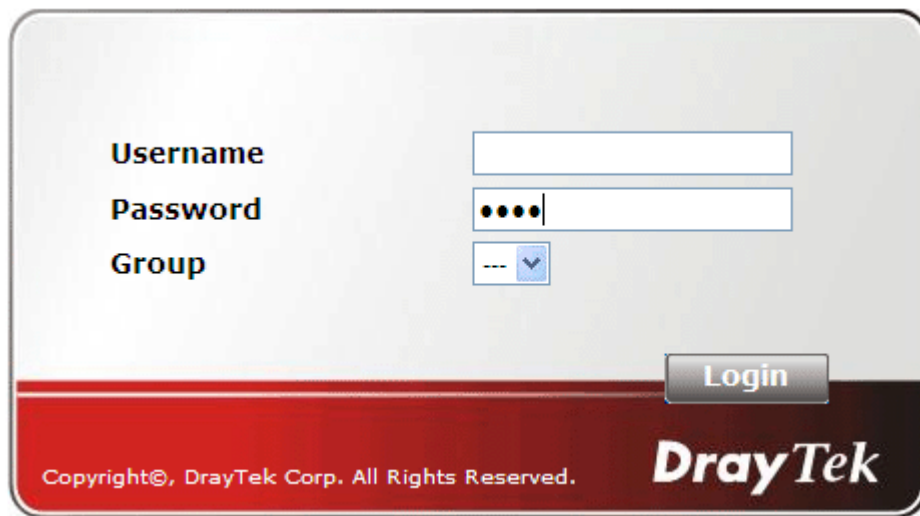 Username
Password
••••
Group
---
Login
Copyright©, DrayTek Corp. All Rights Reserved.
DrayTek